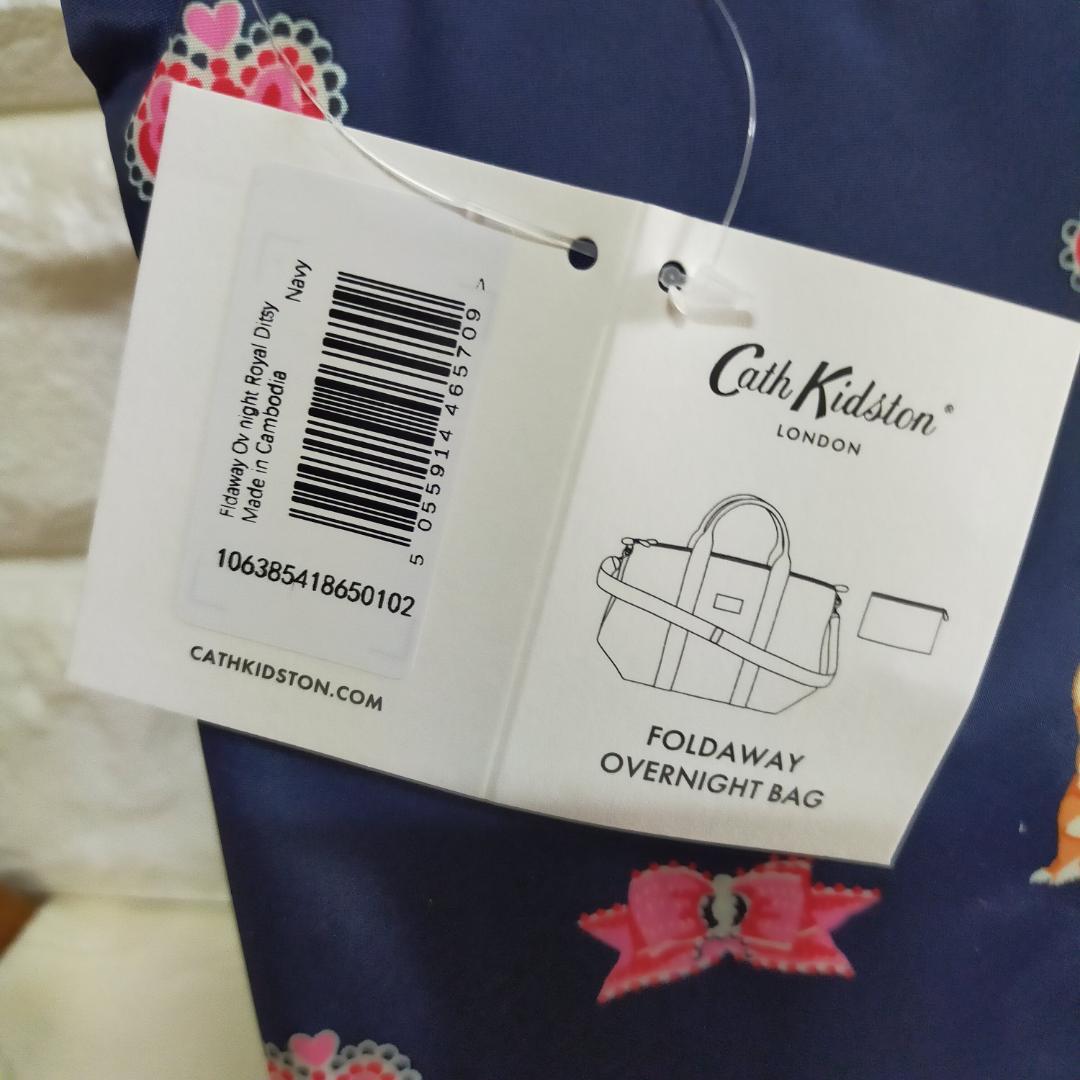 Fldaway Ov night Royal Ditsy
Navy
Made in Cambodia
5 055914 465709 >
106385418650102
CATHKIDSTON.COM
Cath Kidston®
LONDON
FOLDAWAY
OVERNIGHT BAG